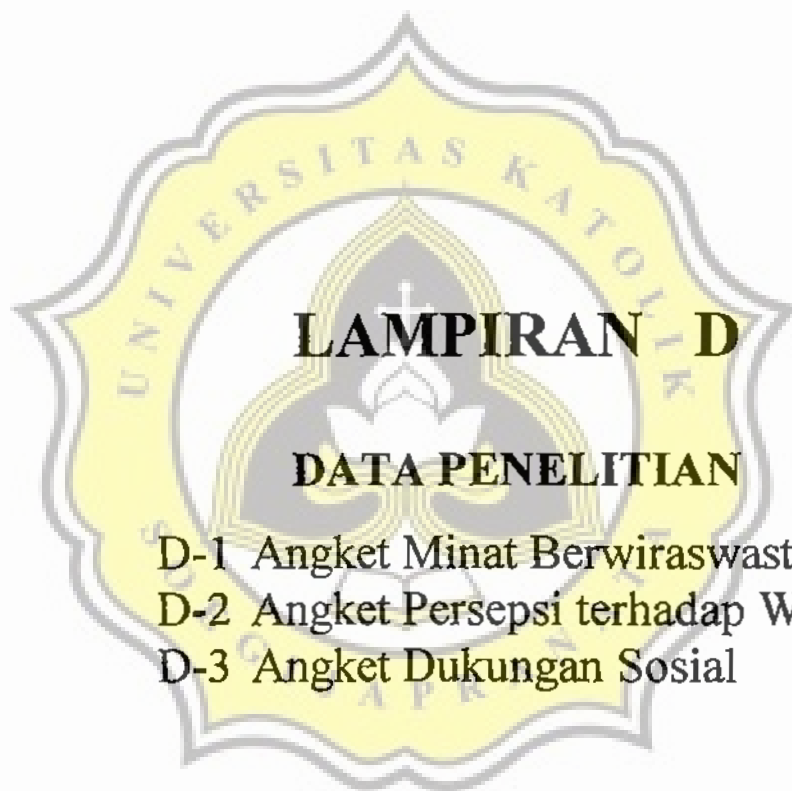 UNIVERSITAS KATOLIK
LAMPIRAN D
DATA PENELITIAN
D-1 Angket Minat Berwiraswast
D-2 Angket Persepsi terhadap W
D-3 Angket Dukungan Sosial